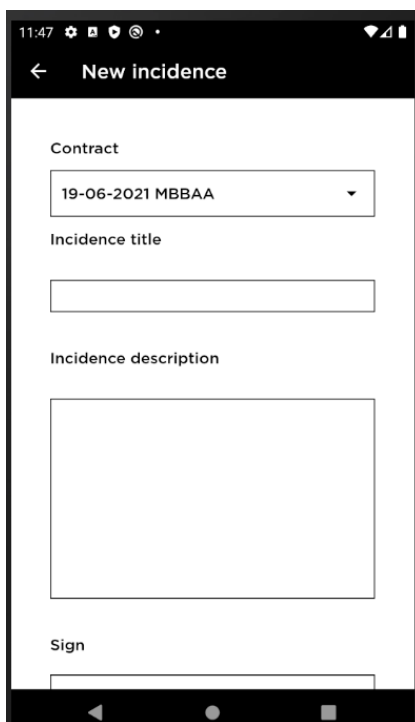 11:47
New incidence
Contract
19-06-2021 MBBAA
Incidence title
Incidence description
Sign